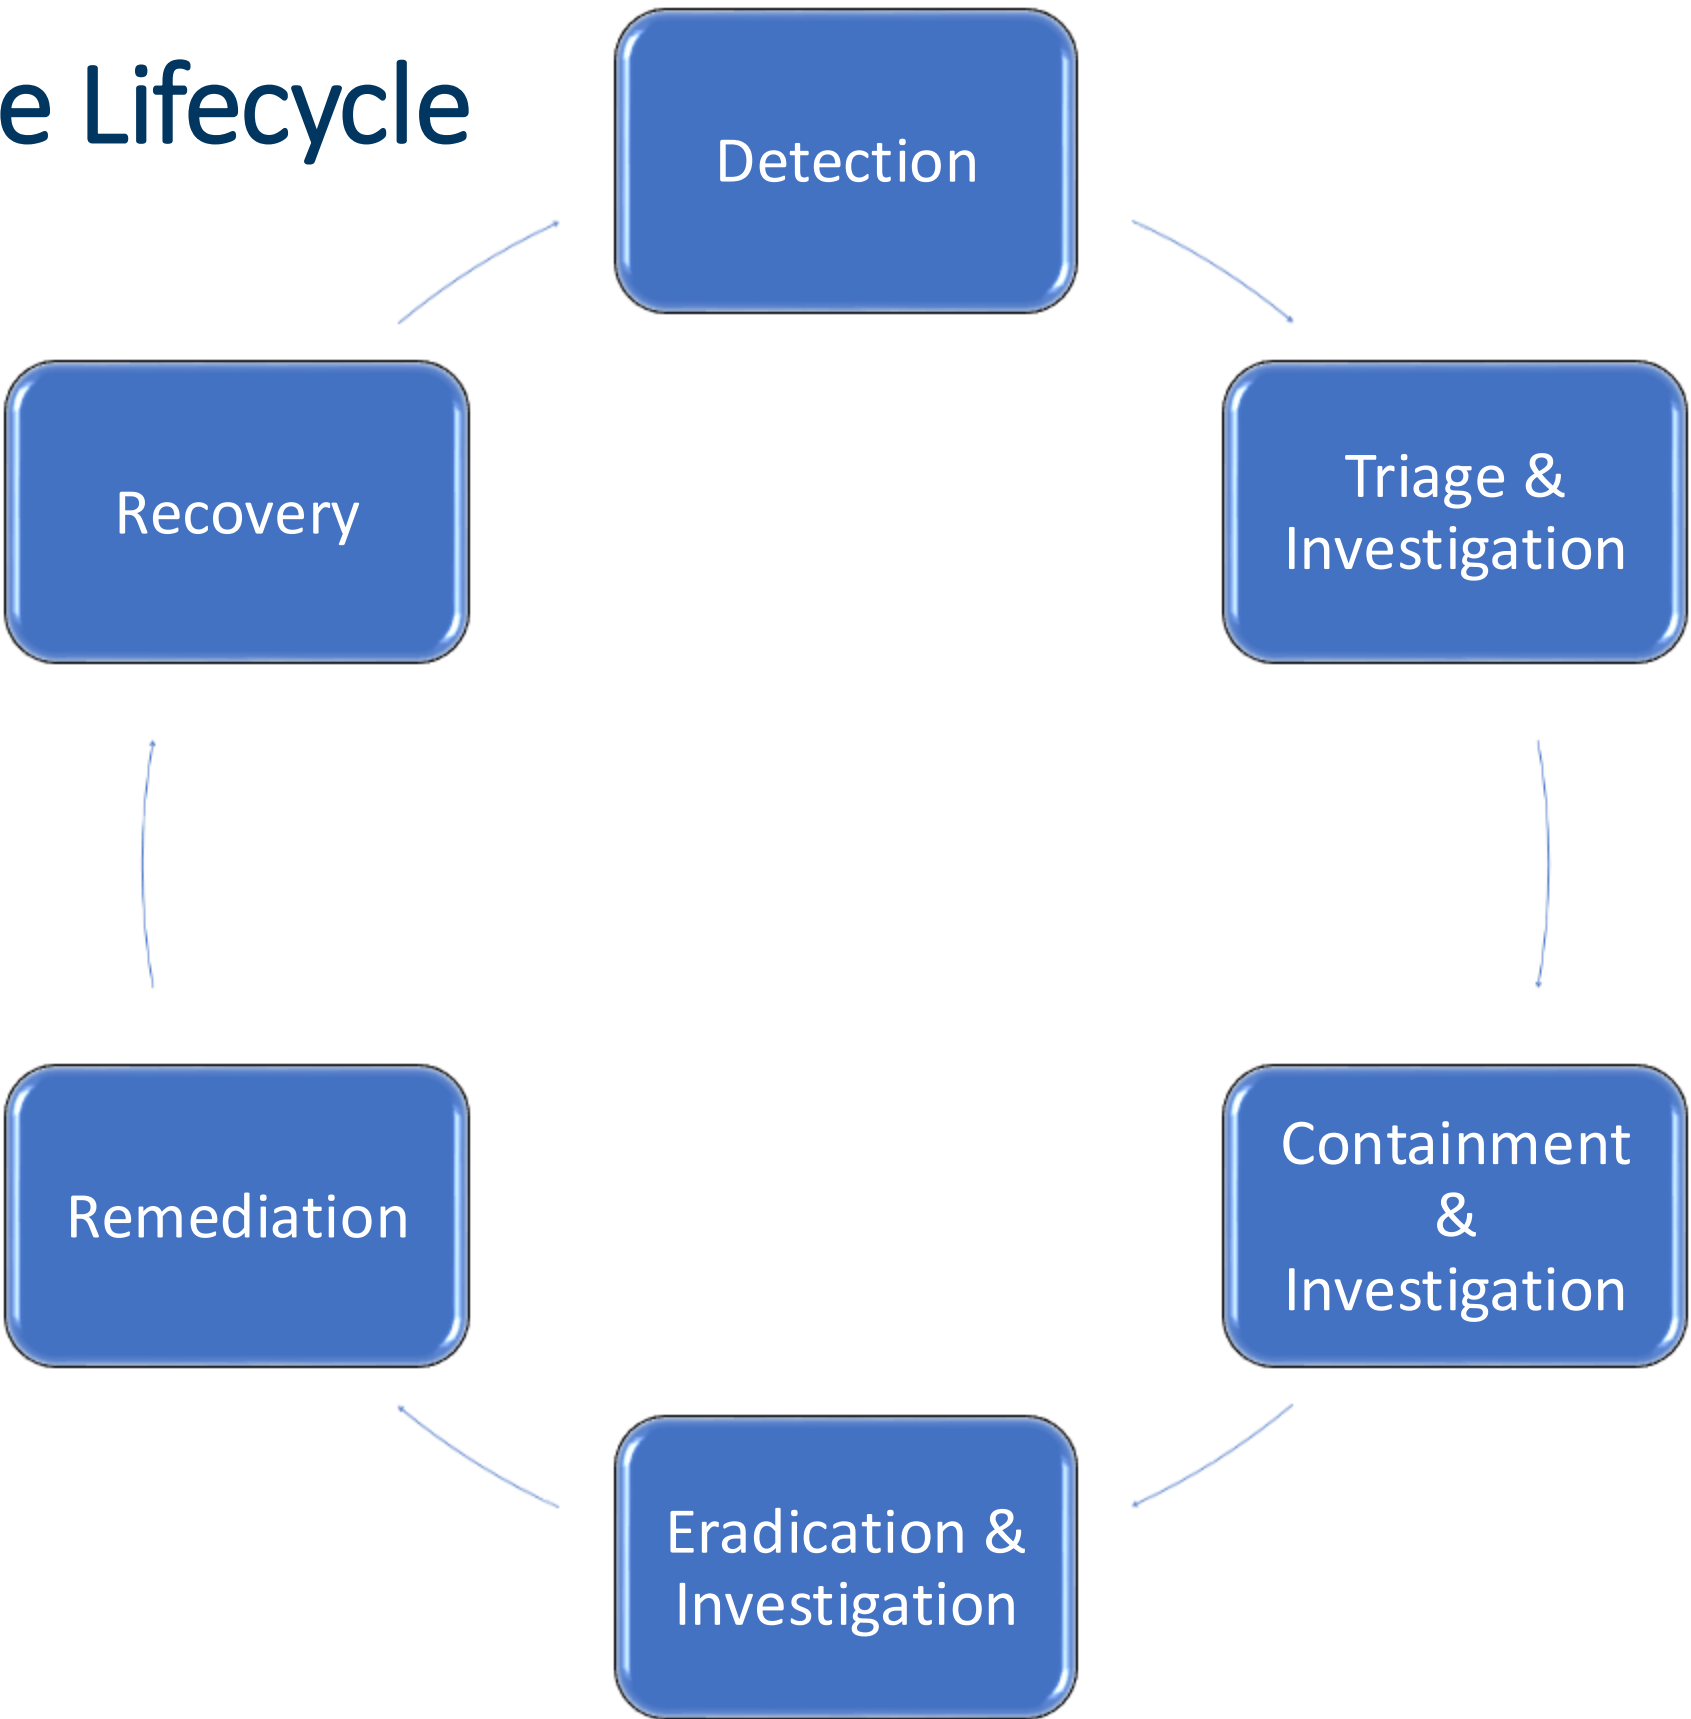 e Lifecycle
Detection
Triage &
Investigation
Containment
&
Investigation
Eradication &
Investigation
Remediation
Recovery